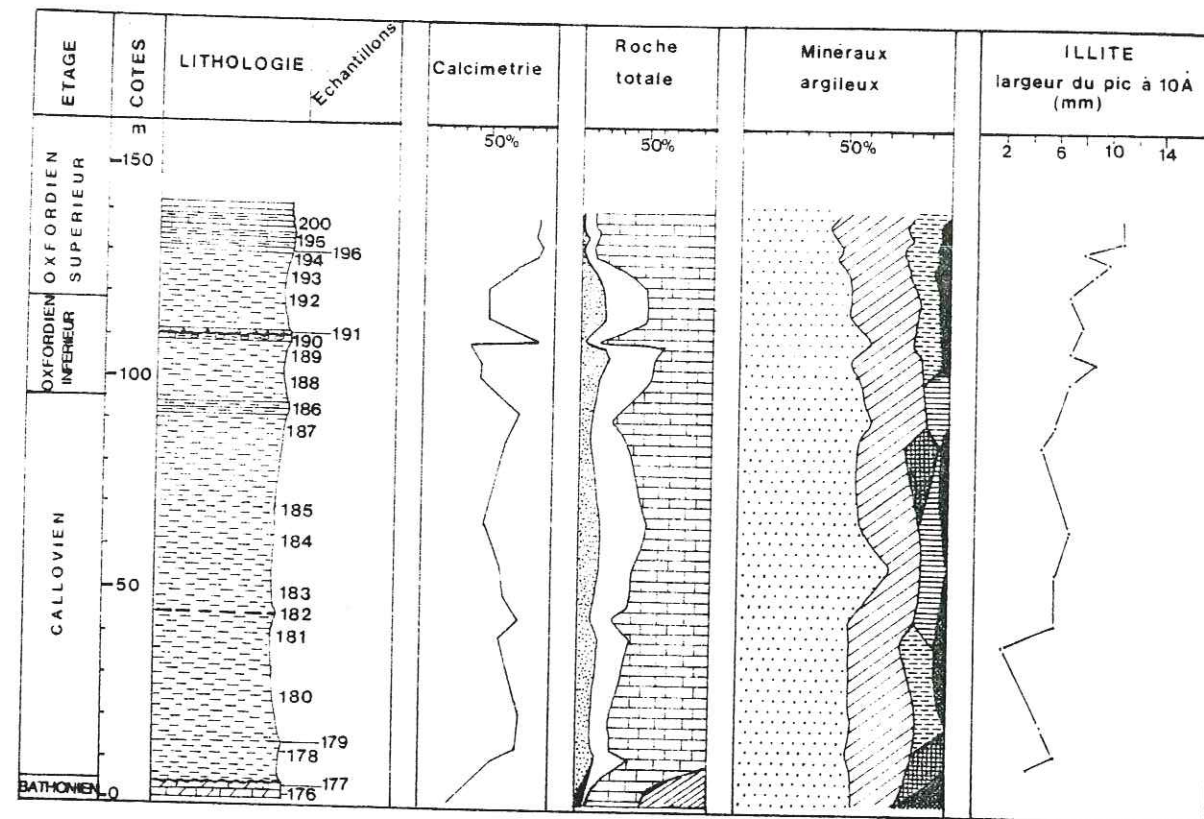 ETAGE
COTES
LITHOLOGIE
Echantillons
Calcimetrie
Roche
totale
Minéraux
argileux
ILLITE
largeur du pic à 10Å
(mm)
m
50%
50%
50%
2 6 10 14
150
100
50
0
OXFORDIEN
SUPERIEUR
OXFORDIEN
INFERIEUR
CALLOVIEN
BATHONIEN
200
195
196
194
193
192
191
190
189
188
186
187
185
184
183
182
181
180
179
178
177
176